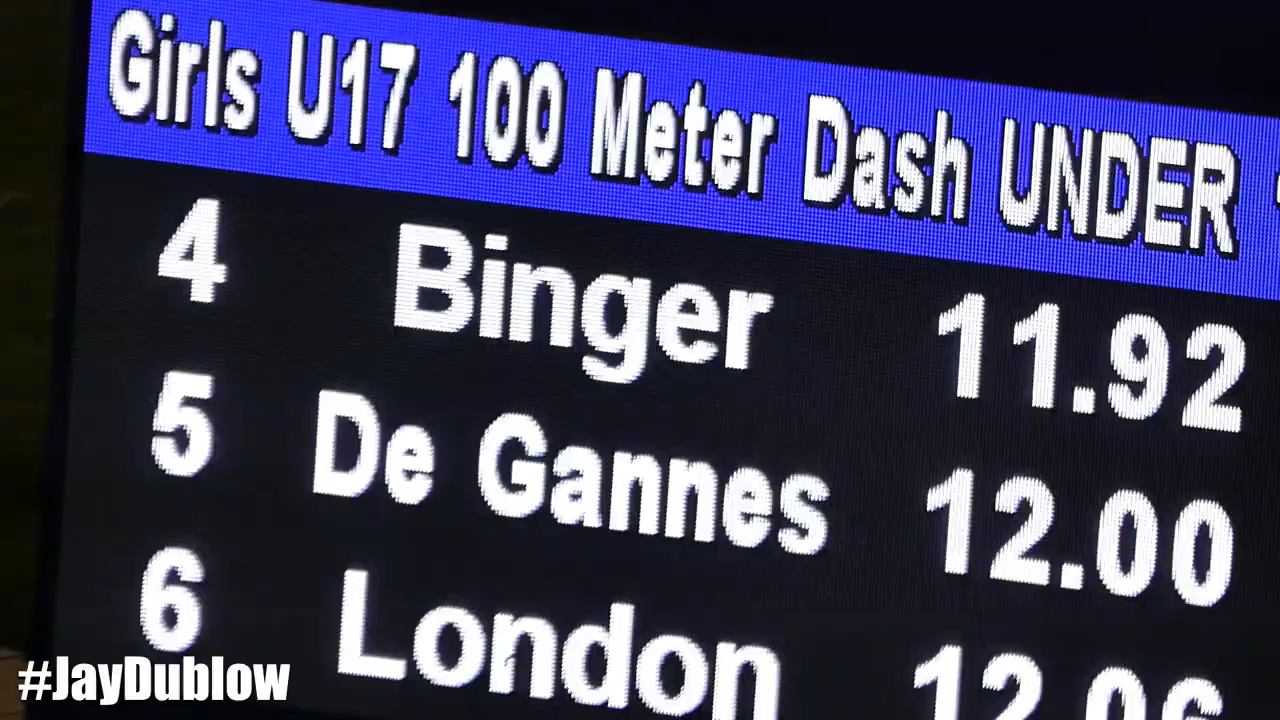 Girls U17 100 Meter Dash UNDER
4 Binger 11.92
5 De Gannes 12.00
6 London
#JayDublow